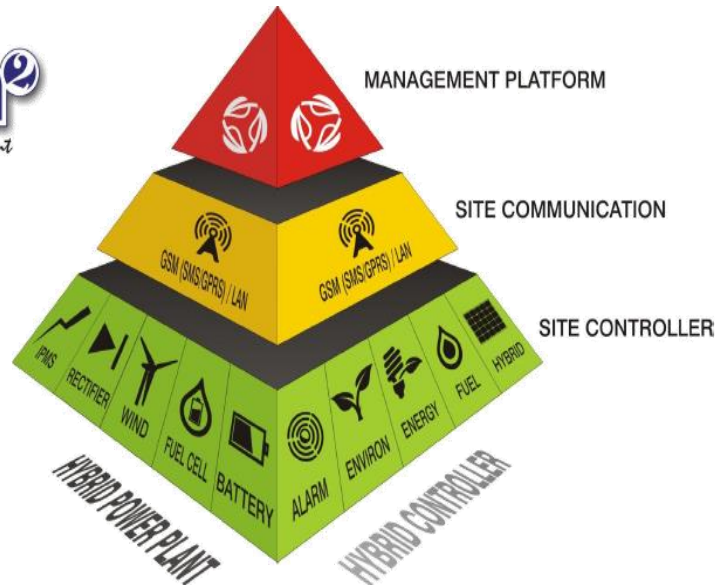 MANAGEMENT PLATFORM
SITE COMMUNICATION
GSM (SMS/GPRS) / LAN
GSM (SMS/GPRS) / LAN
SITE CONTROLLER
IPMS
RECTIFIER
WIND
FUEL CELL
BATTERY
ALARM
ENVIRON
ENERGY
FUEL
HYBRID
HYBRID POWER PLANT
HYBRID CONTROLLER